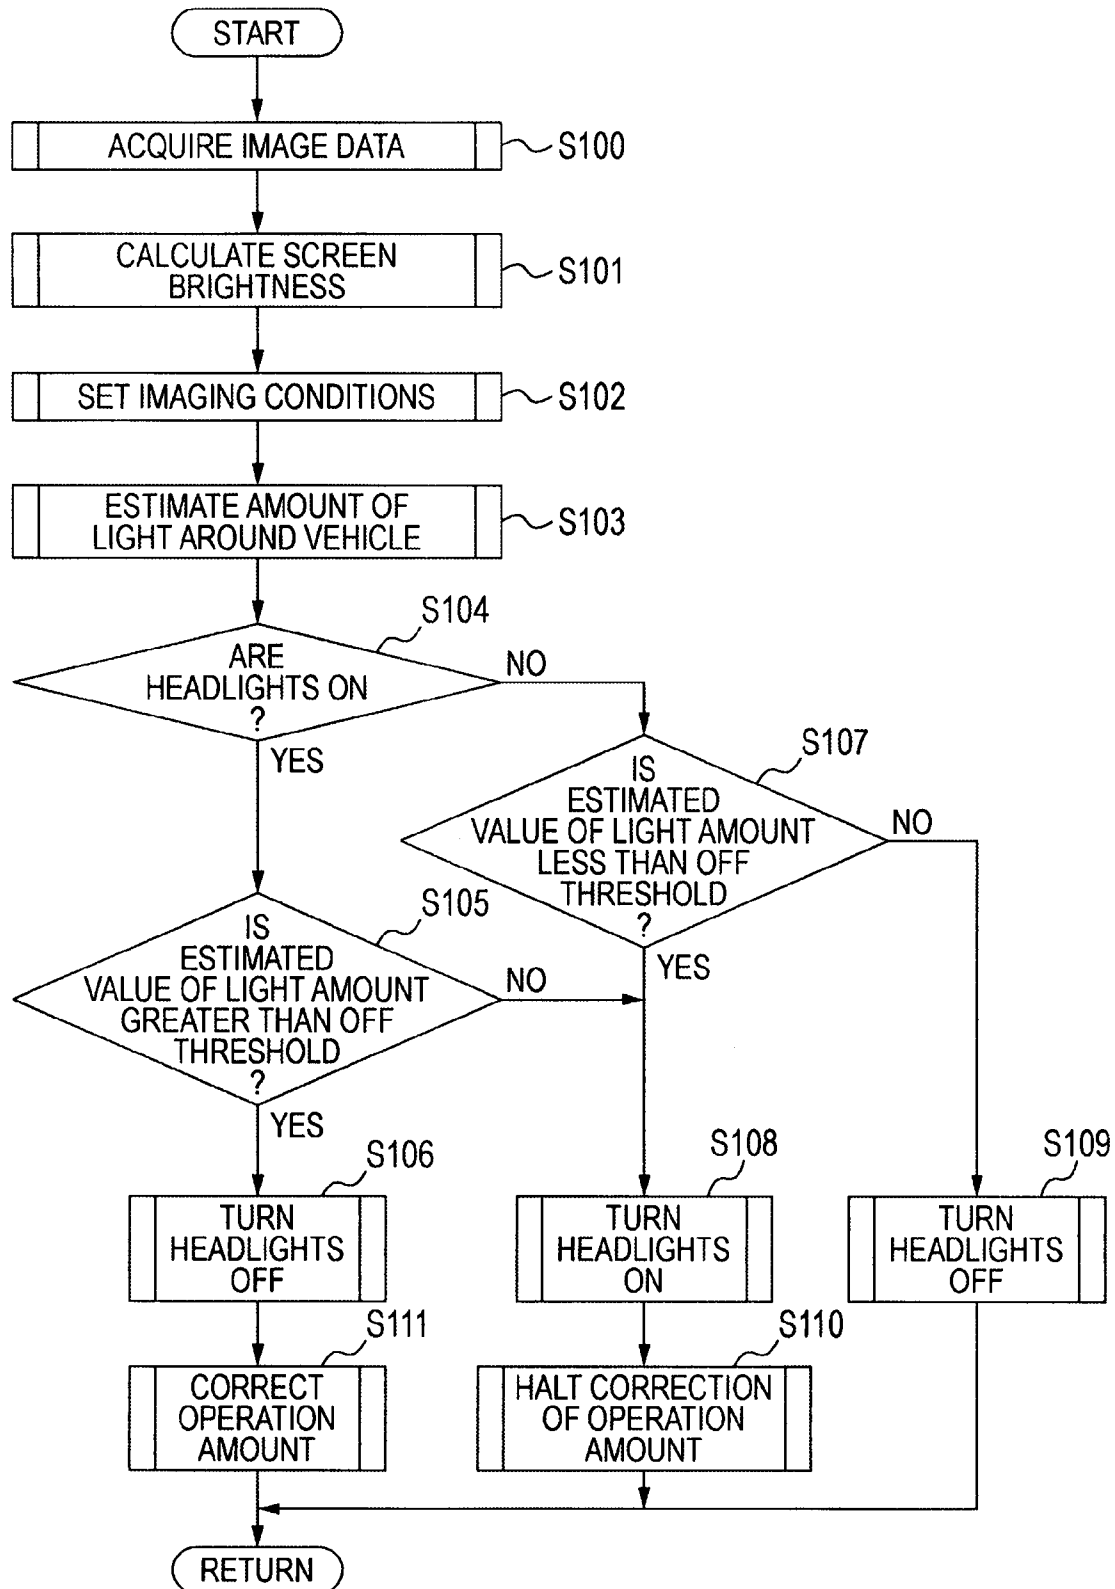 START
ACQUIRE IMAGE DATA
S100
CALCULATE SCREEN
BRIGHTNESS
S101
SET IMAGING CONDITIONS
S102
ESTIMATE AMOUNT OF
LIGHT AROUND VEHICLE
S103
S104
ARE
HEADLIGHTS ON
?
NO
YES
S107
IS
ESTIMATED
VALUE OF LIGHT AMOUNT
LESS THAN OFF
THRESHOLD
?
NO
YES
S105
IS
ESTIMATED
VALUE OF LIGHT AMOUNT
GREATER THAN OFF
THRESHOLD
?
NO
YES
S106
TURN
HEADLIGHTS
OFF
S108
TURN
HEADLIGHTS
ON
S109
TURN
HEADLIGHTS
OFF
S111
CORRECT
OPERATION
AMOUNT
S110
HALT CORRECTION
OF OPERATION
AMOUNT
RETURN